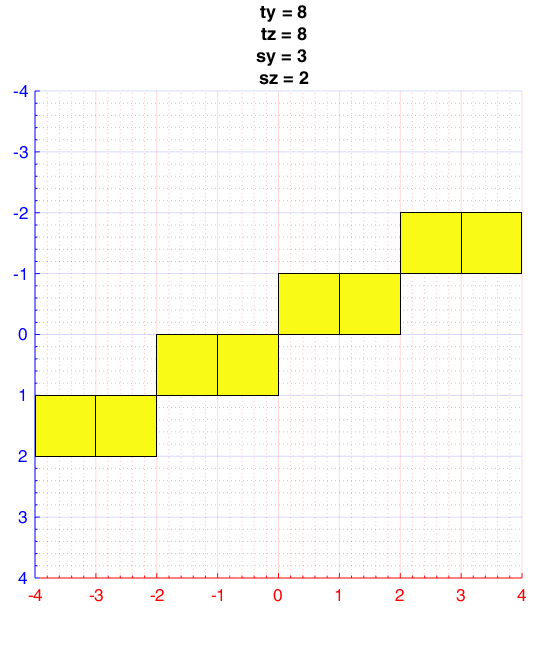 ty = 8
tz = 8
sy = 3
sz = 2
-4
-3
-2
-1
0
1
2
3
4
-4 -3 -2 -1 0 1 2 3 4